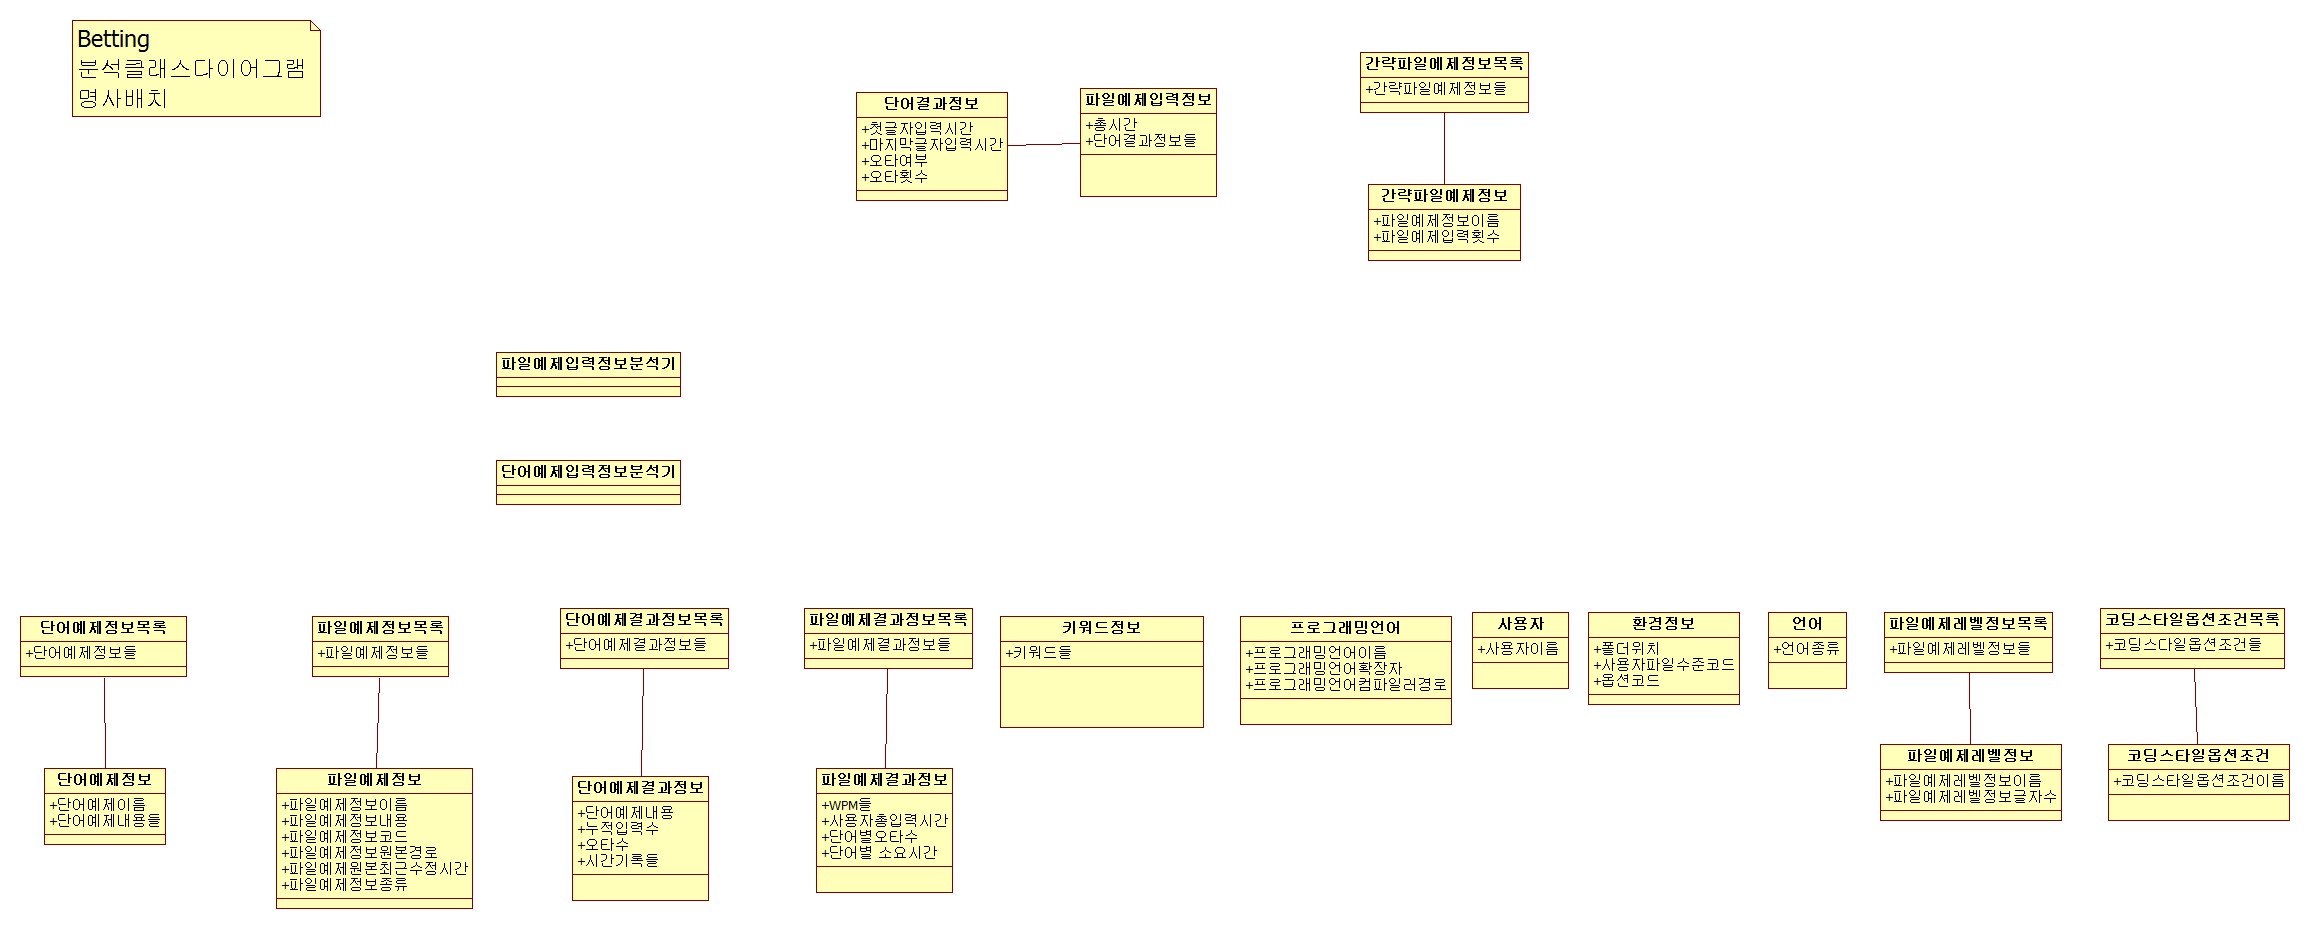 Betting
분석클래스다이어그램
명사배치
단어결과정보
+첫글자입력시간
+마지막글자입력시간
+오타여부
+오타횟수
파일예제입력정보
+총시간
+단어결과정보들
간략파일예제정보목록
+간략파일예제정보들
간략파일예제정보
+파일예제정보이름
+파일예제입력횟수
파일예제입력정보분석기
단어예제입력정보분석기
단어예제정보목록
+단어예제정보들
파일예제정보목록
+파일예제정보들
단어예제결과정보목록
+단어예제결과정보들
파일예제결과정보목록
+파일예제결과정보들
키워드정보
+키워드들
프로그래밍언어
+프로그래밍언어이름
+프로그래밍언어확장자
+프로그래밍언어컴파일러경로
사용자
+사용자이름
환경정보
+폴더위치
+사용자파일수준코드
+옵션코드
언어
+언어종류
파일예제레벨정보목록
+파일예제레벨정보들
코딩스타일옵션조건목록
+코딩스타일옵션조건들
단어예제정보
+단어예제이름
+단어예제내용들
파일예제정보
+파일예제정보이름
+파일예제정보내용
+파일예제정보코드
+파일예제정보원본경로
+파일예제원본최근수정시간
+파일예제정보종류
단어예제결과정보
+단어예제내용
+누적입력수
+오타수
+시간기록들
파일예제결과정보
+WPM들
+사용자총입력시간
+단어별오타수
+단어별 소요시간
파일예제레벨정보
+파일예제레벨정보이름
+파일예제레벨정보글자수
코딩스타일옵션조건
+코딩스타일옵션조건이름